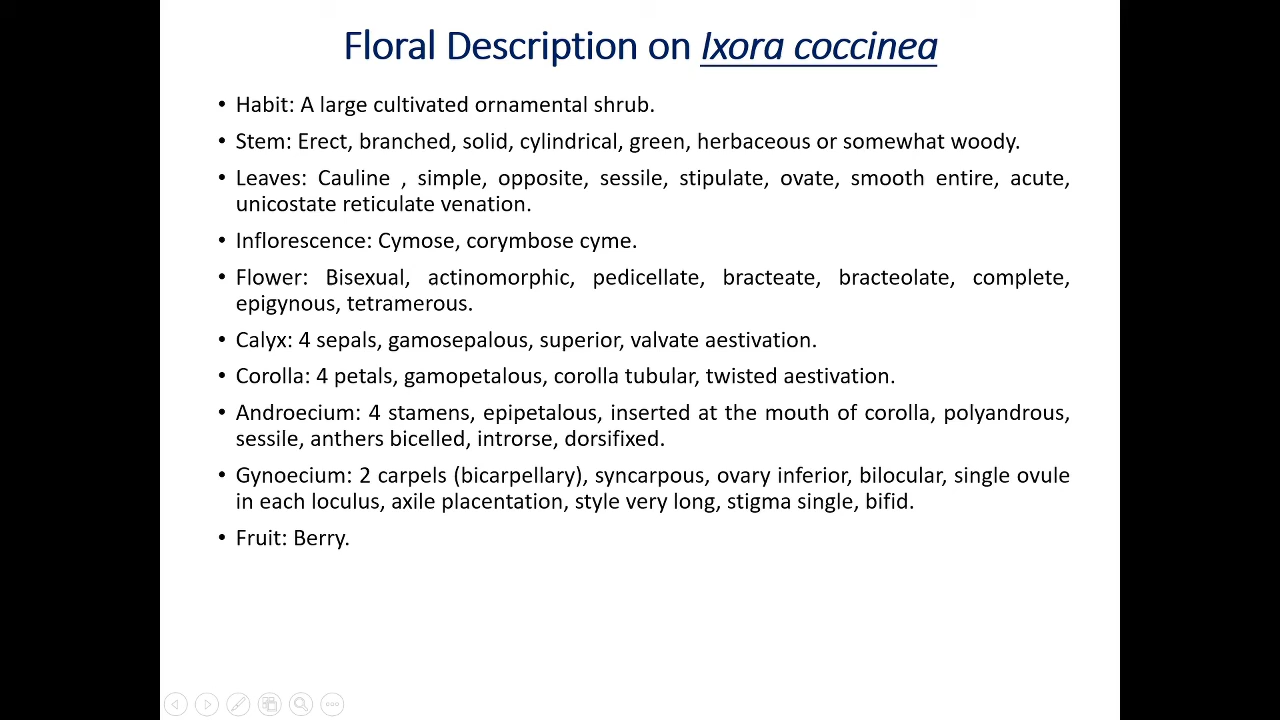 Floral Description on Ixora coccinea
• Habit: A large cultivated ornamental shrub.
• Stem: Erect, branched, solid, cylindrical, green, herbaceous or somewhat woody.
• Leaves: Cauline , simple, opposite, sessile, stipulate, ovate, smooth entire, acute,
unicostate reticulate venation.
• Inflorescence: Cymose, corymbose cyme.
• Flower: Bisexual, actinomorphic, pedicellate, bracteate, bracteolate, complete,
epigynous, tetramerous.
• Calyx: 4 sepals, gamosepalous, superior, valvate aestivation.
• Corolla: 4 petals, gamopetalous, corolla tubular, twisted aestivation.
• Androecium: 4 stamens, epipetalous, inserted at the mouth of corolla, polyandrous,
sessile, anthers bicelled, introrse, dorsifixed.
• Gynoecium: 2 carpels (bicarpellary), syncarpous, ovary inferior, bilocular, single ovule
in each loculus, axile placentation, style very long, stigma single, bifid.
• Fruit: Berry.